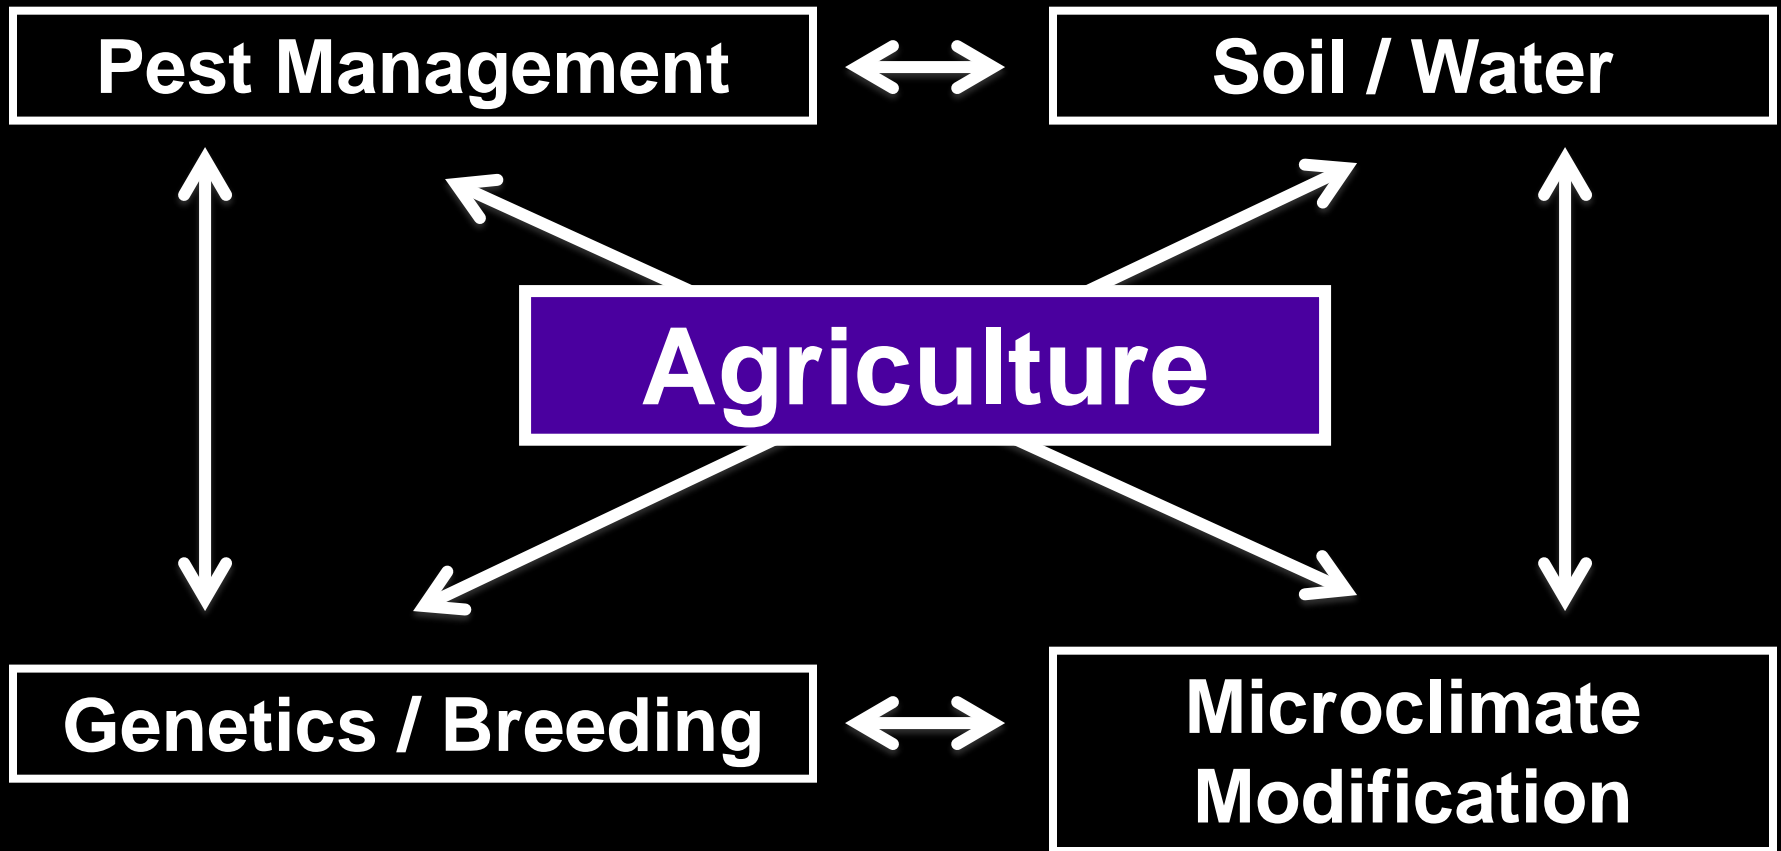 Pest Management
Soil / Water
Agriculture
Genetics / Breeding
Microclimate
Modification